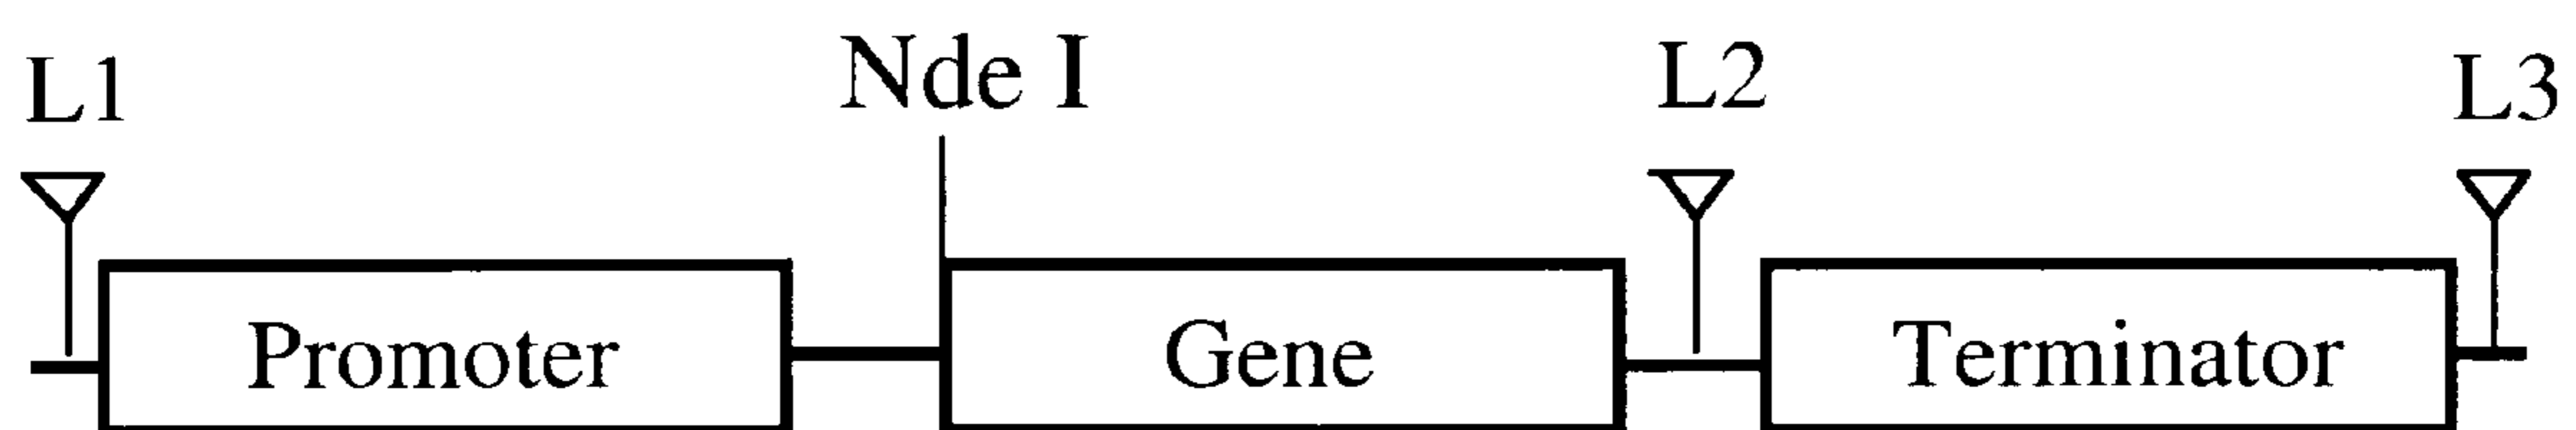 L1 Nde I L2 L3
Promoter Gene Terminator